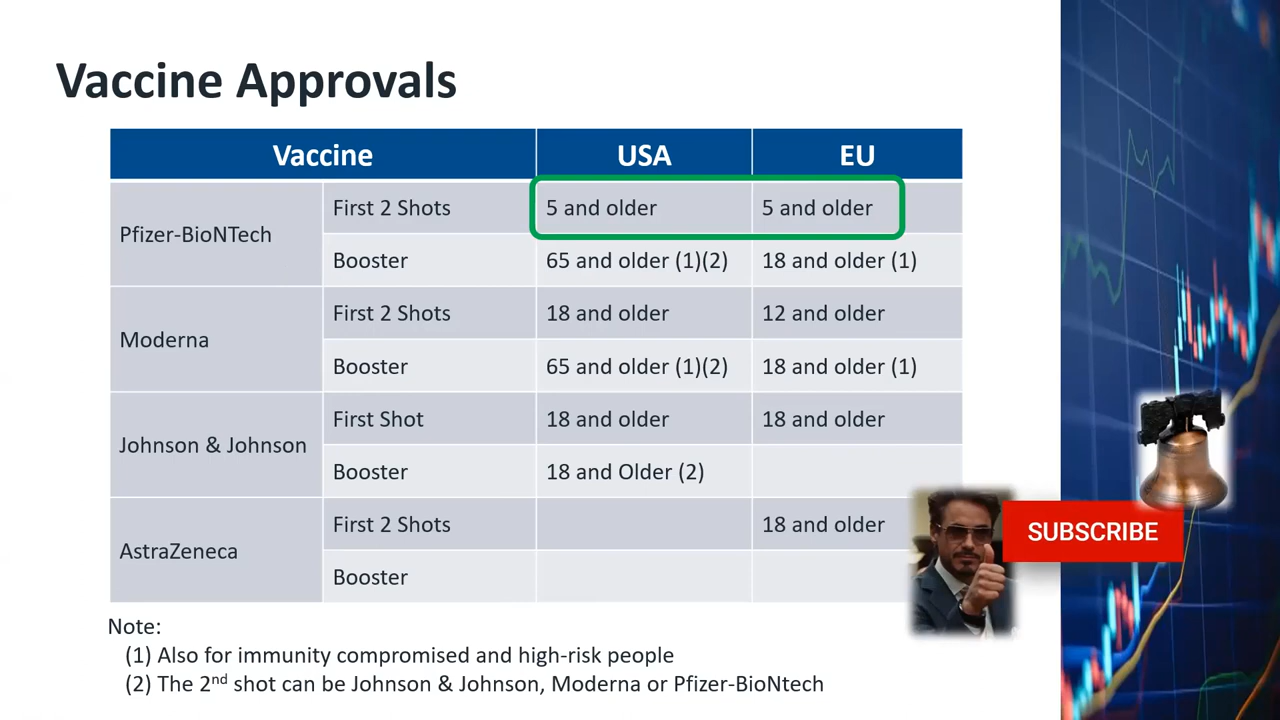 Vaccine Approvals
Vaccine USA EU
Pfizer-BioNTech
First 2 Shots 5 and older 5 and older
Booster 65 and older (1)(2) 18 and older (1)
Moderna
First 2 Shots 18 and older 12 and older
Booster 65 and older (1)(2) 18 and older (1)
Johnson & Johnson
First Shot 18 and older 18 and older
Booster 18 and Older (2)
AstraZeneca
First 2 Shots 18 and older
Booster
SUBSCRIBE
Note:
(1) Also for immunity compromised and high-risk people
(2) The 2nd shot can be Johnson & Johnson, Moderna or Pfizer-BioNtech